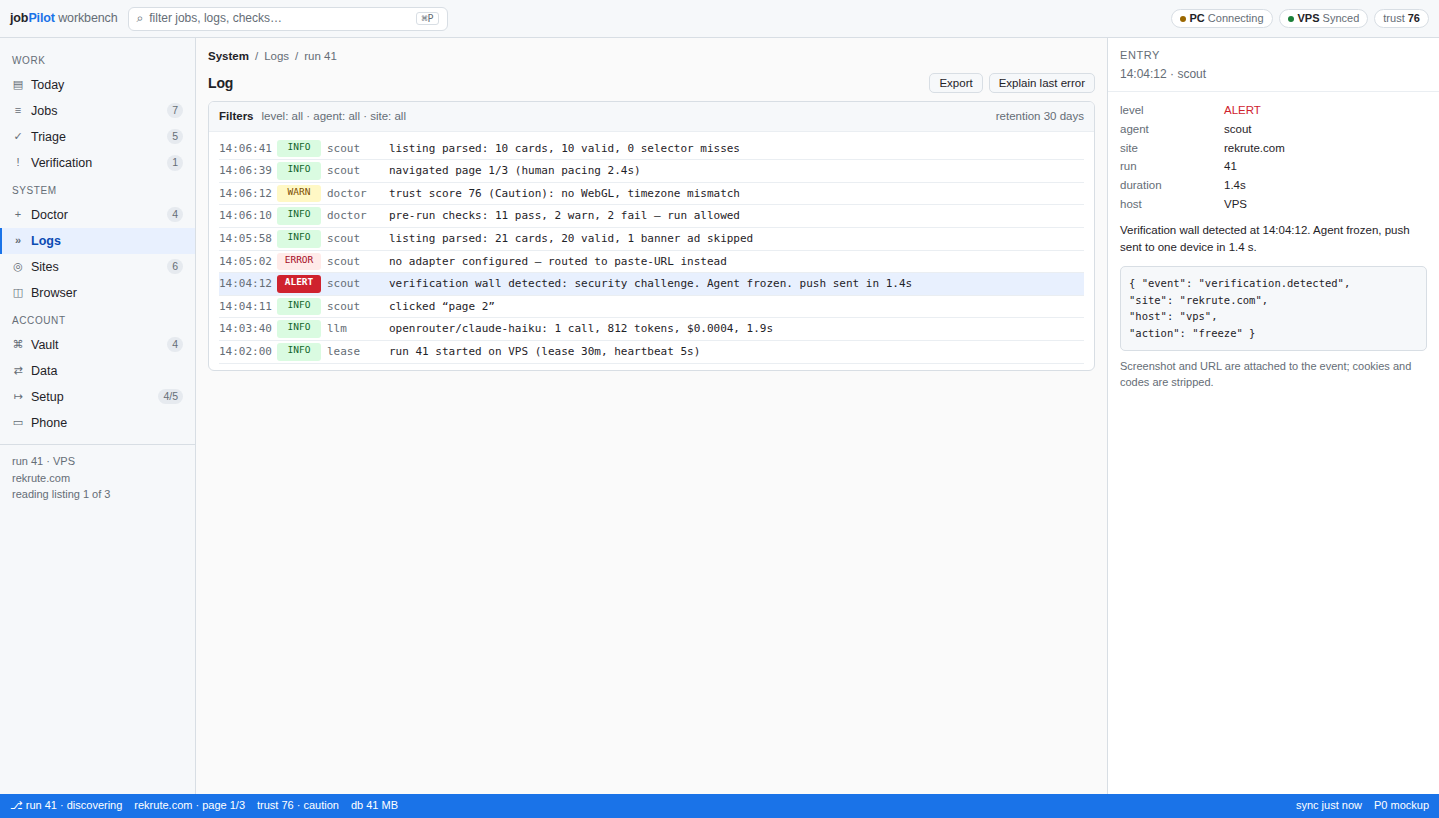 jobPilot workbench
⌕ filter jobs, logs, checks… ⌘P
PC Connecting
VPS Synced
trust 76
WORK
▤ Today
≡ Jobs 7
✓ Triage 5
! Verification 1
SYSTEM
+ Doctor 4
» Logs
◎ Sites 6
◫ Browser
ACCOUNT
⌘ Vault 4
⇄ Data
↦ Setup 4/5
▭ Phone
run 41 · VPS
rekrute.com
reading listing 1 of 3
System / Logs / run 41
Log
Export
Explain last error
Filters level: all · agent: all · site: all
retention 30 days
14:06:41 INFO scout listing parsed: 10 cards, 10 valid, 0 selector misses
14:06:39 INFO scout navigated page 1/3 (human pacing 2.4s)
14:06:12 WARN doctor trust score 76 (Caution): no WebGL, timezone mismatch
14:06:10 INFO doctor pre-run checks: 11 pass, 2 warn, 2 fail — run allowed
14:05:58 INFO scout listing parsed: 21 cards, 20 valid, 1 banner ad skipped
14:05:02 ERROR scout no adapter configured — routed to paste-URL instead
14:04:12 ALERT scout verification wall detected: security challenge. Agent frozen. push sent in 1.4s
14:04:11 INFO scout clicked “page 2”
14:03:40 INFO llm openrouter/claude-haiku: 1 call, 812 tokens, $0.0004, 1.9s
14:02:00 INFO lease run 41 started on VPS (lease 30m, heartbeat 5s)
ENTRY
14:04:12 · scout
level ALERT
agent scout
site rekrute.com
run 41
duration 1.4s
host VPS
Verification wall detected at 14:04:12. Agent frozen, push
sent to one device in 1.4 s.
{ "event": "verification.detected",
"site": "rekrute.com",
"host": "vps",
"action": "freeze" }
Screenshot and URL are attached to the event; cookies and
codes are stripped.
⎇ run 41 · discovering rekrute.com · page 1/3 trust 76 · caution db 41 MB
sync just now P0 mockup